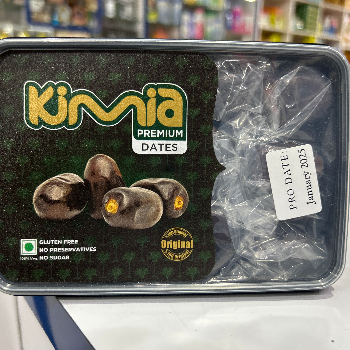 Kimia
PREMIUM
DATES
PRO DATE:
January 2025
GLUTEN FREE
NO PRESERVATIVES
NO SUGAR
Original